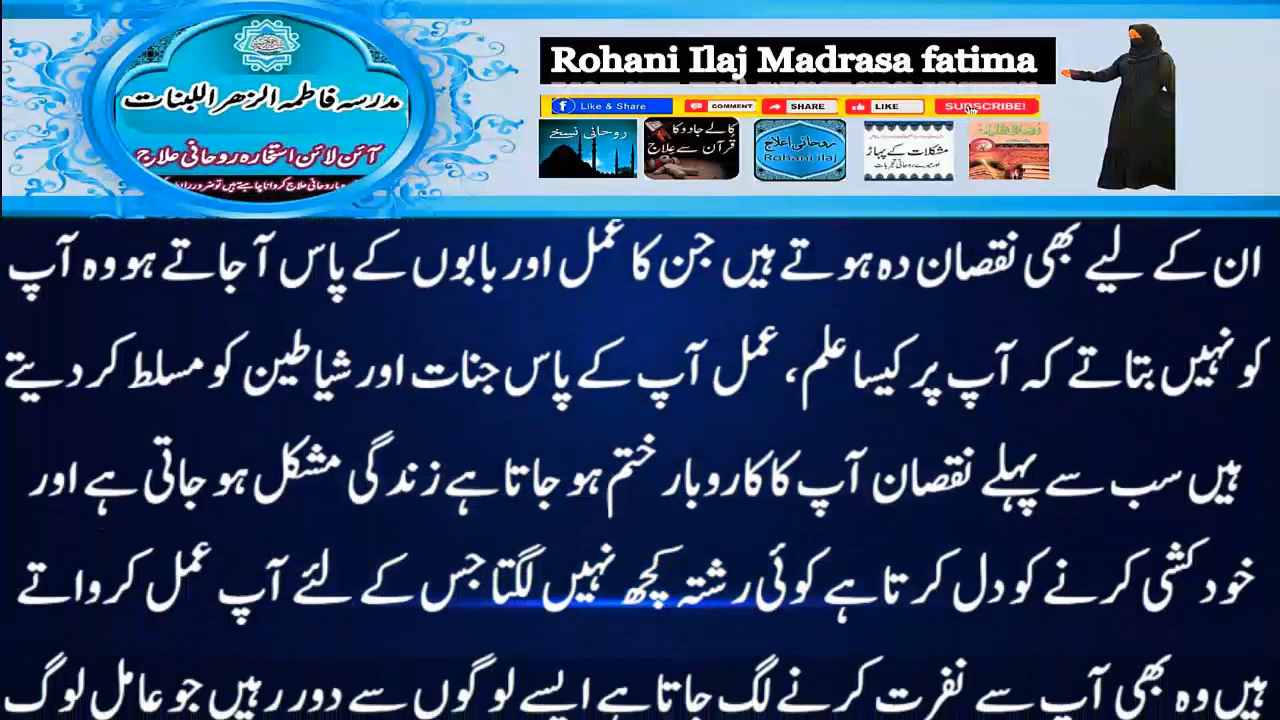 مدرسہ فاطمہ الزھرا للبنات
آئن لائن استخارہ روحانی علاج
Rohani Ilaj Madrasa fatima
Like & Share
COMMENT
SHARE
LIKE
SUBSCRIBE!
روحانی نسخے
کالے جادو کا
قرآن سے علاج
روحانی علاج
Rohani Ilaj
مشکلات کے پہاڑ
ان کے لیے بھی نقصان دہ ہوتے ہیں جن کا عمل اور بابوں کے پاس آ جاتے ہو وہ آپ
کو نہیں بتاتے کہ آپ پر کیسا علم، عمل آپ کے پاس جنات اور شیاطین کو مسلط کر دیتے
ہیں سب سے پہلے نقصان آپ کا کاروبار ختم ہو جاتا ہے زندگی مشکل ہو جاتی ہے اور
خود کشی کرنے کو دل کرتا ہے کوئی رشتہ کچھ نہیں لگتا جس کے لئے آپ عمل کرواتے
ہیں وہ بھی آپ سے نفرت کرنے لگ جاتا ہے ایسے لوگوں سے دور رہیں جو عامل لوگ